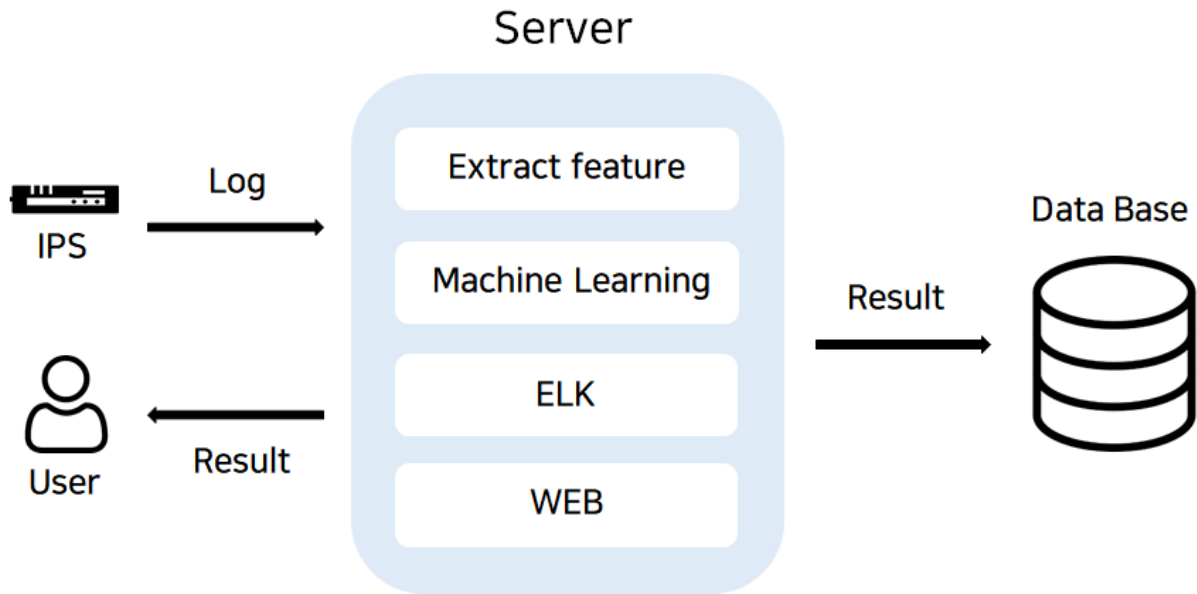 Server
Log
IPS
Result
User
Extract feature
Machine Learning
ELK
WEB
Result
Data Base